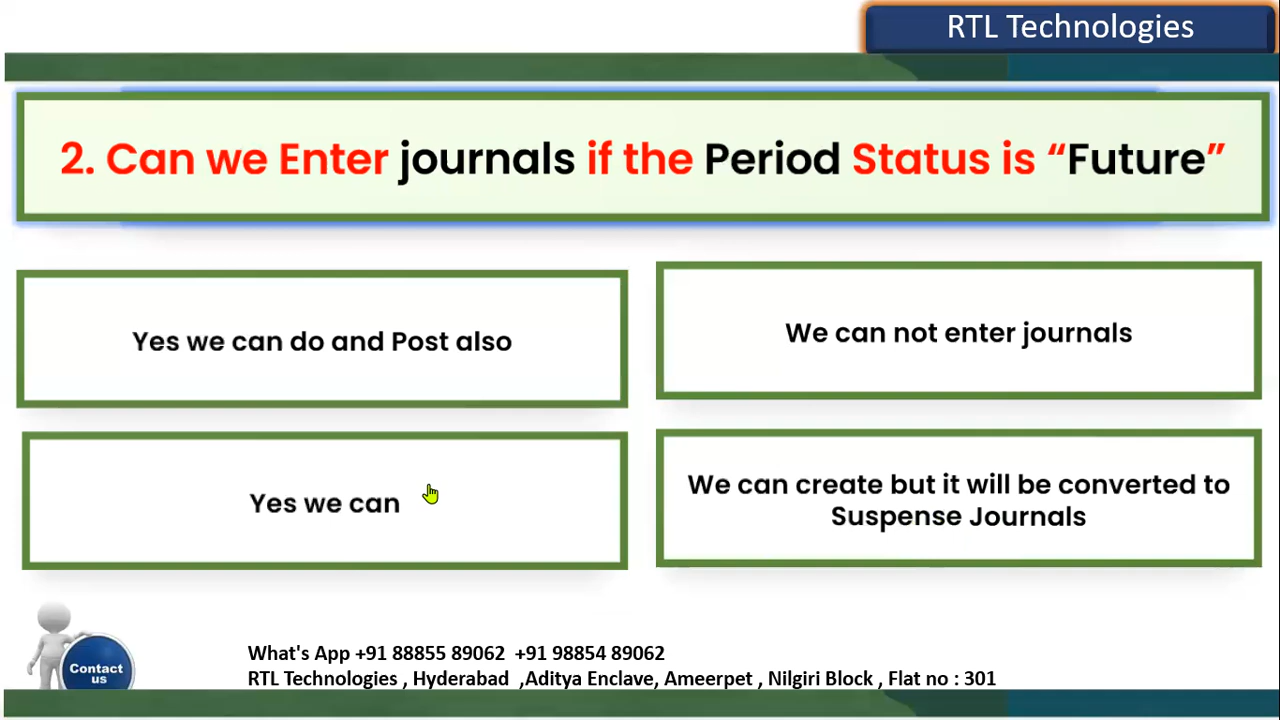 RTL Technologies
2. Can we Enter journals if the Period Status is “Future”
Yes we can do and Post also
We can not enter journals
Yes we can
We can create but it will be converted to
Suspense Journals
Contact
us
What's App +91 88855 89062 +91 98854 89062
RTL Technologies , Hyderabad ,Aditya Enclave, Ameerpet , Nilgiri Block , Flat no : 301